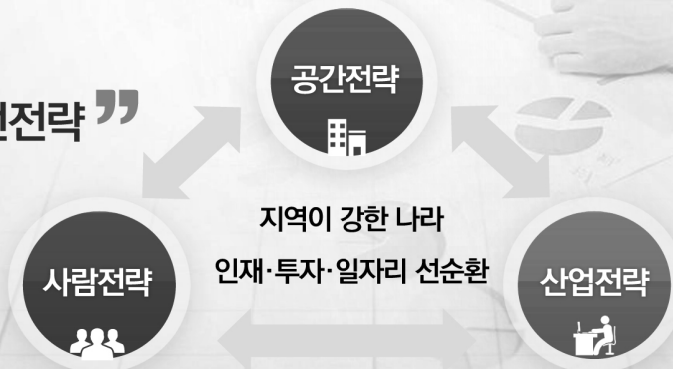 공간전략
전략 ”
지역이 강한 나라
인재·투자·일자리 선순환
사람전략
산업전략